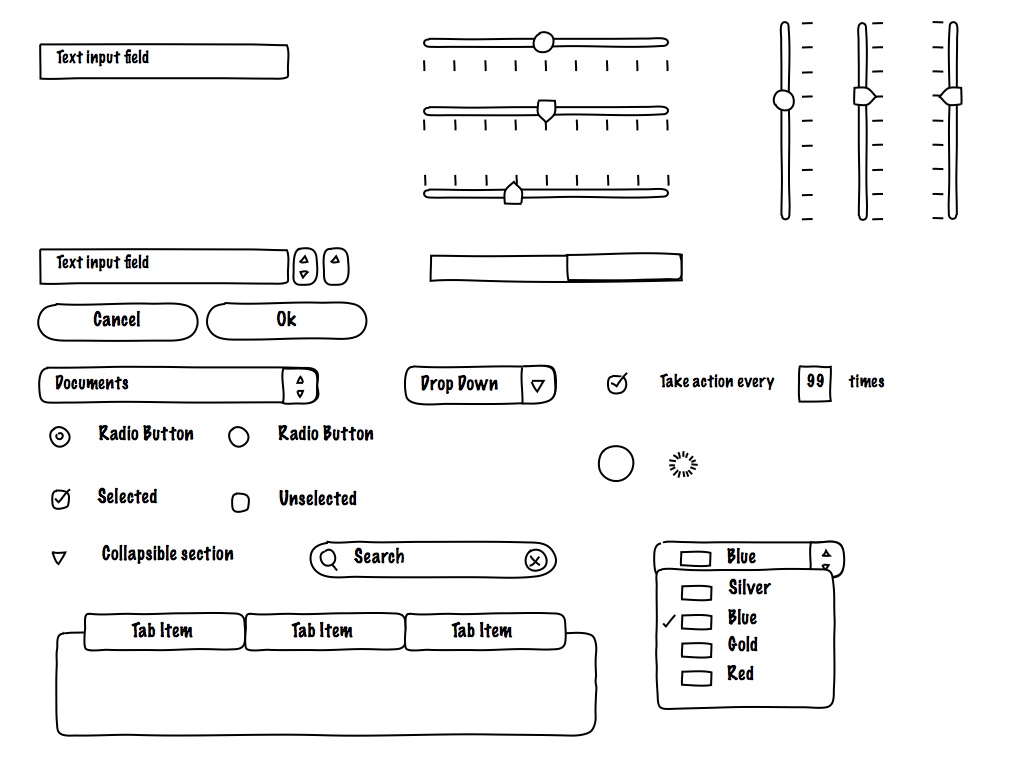 Text input field
Text input field
Cancel
Ok
Documents
Drop Down
Take action every 99 times
Radio Button
Radio Button
Selected
Unselected
Collapsible section
Search
Blue
Silver
Blue
Gold
Red
Tab Item
Tab Item
Tab Item